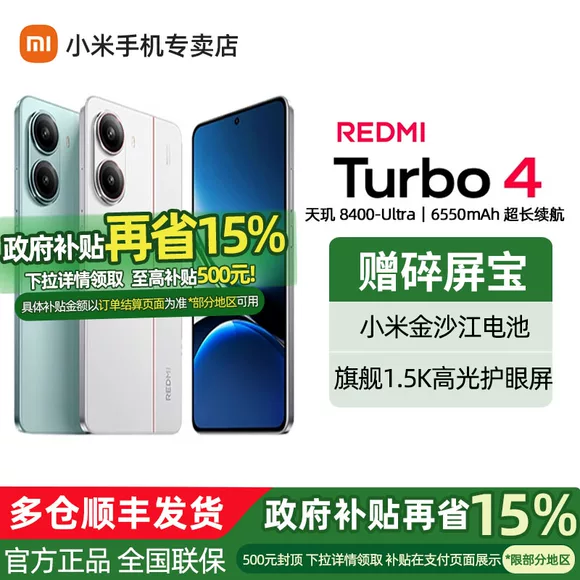 mi 小米手机专卖店
REDMI
Turbo 4
天玑 8400-Ultra | 6550mAh 超长续航
政府补贴再省15%
下拉详情领取 至高补贴500元!
具体补贴金额以订单结算页面为准 *部分地区可用
赠碎屏宝
小米金沙江电池
旗舰1.5K高光护眼屏
REDMI
多仓顺丰发货
政府补贴再省15%
官方正品 全国联保
500元封顶 下拉详情领取 补贴在支付页面展示 *限部分地区